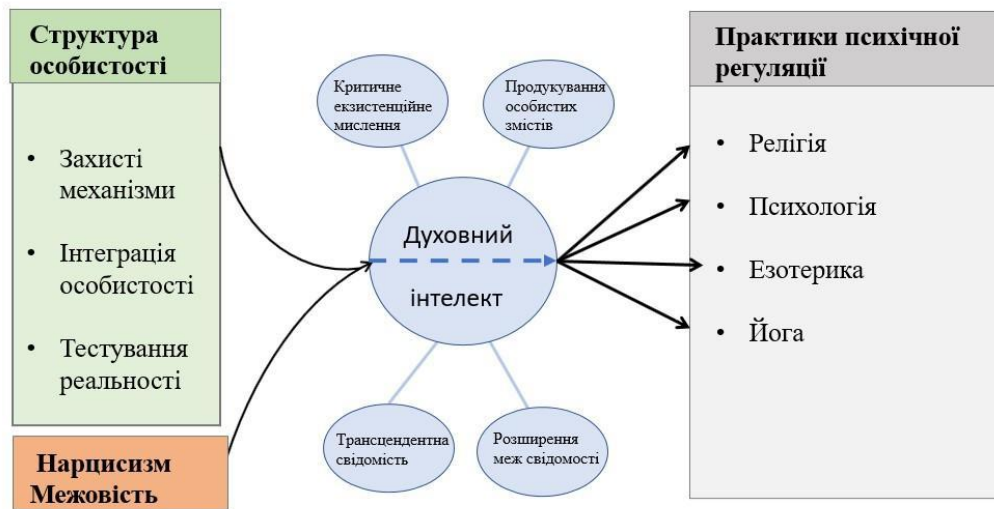 Структура
особистості
• Захисті
механізми
• Інтеграція
особистості
• Тестування
реальності
Нарцисизм
Межовість
Критичне
екзистенційне
мислення
Продукування
особистих
змістів
Духовний
інтелект
Трансцендентна
свідомість
Розширення
меж свідомості
Практики психічної
регуляції
• Релігія
• Психологія
• Езотерика
• Йога